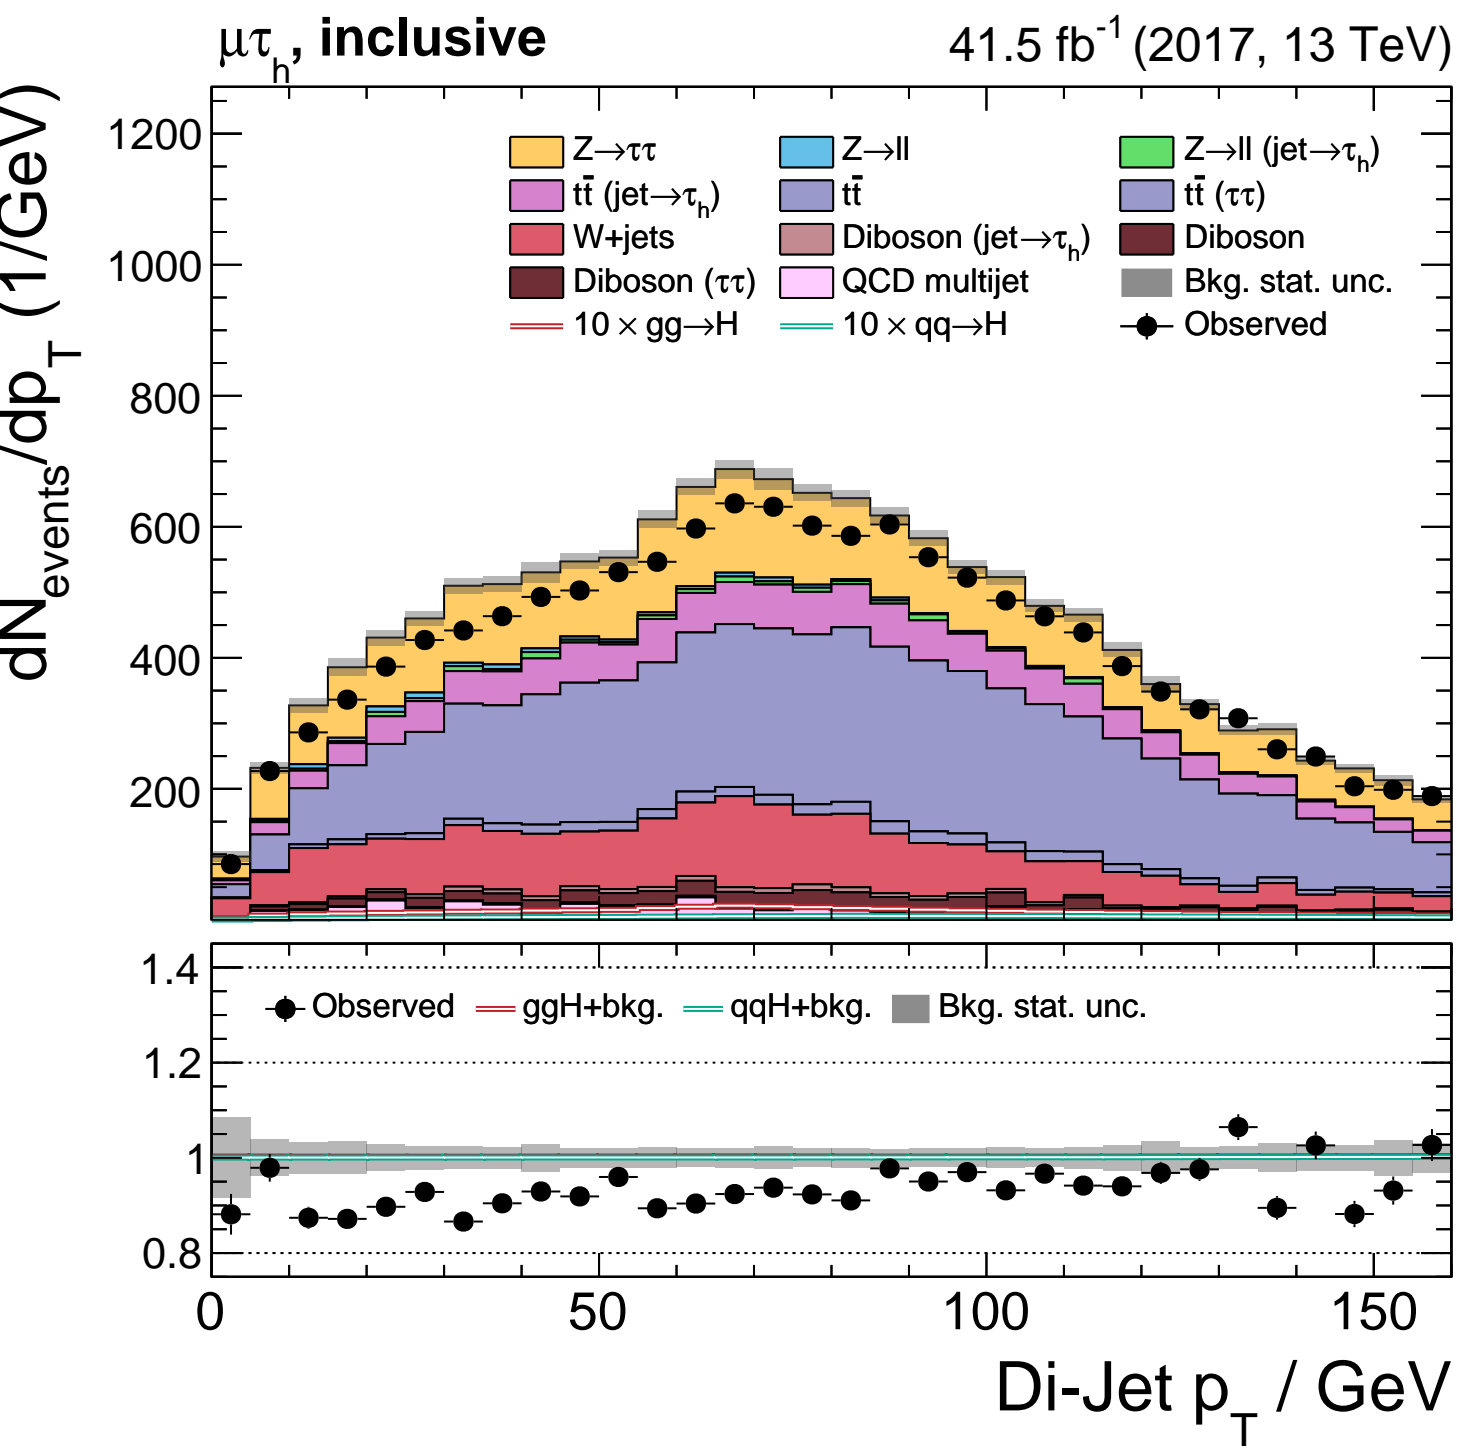 μτh, inclusive
41.5 fb-1 (2017, 13 TeV)
dNevents/dpT (1/GeV)
1200
1000
800
600
400
200
Z→ττ Z→ll Z→ll (jet→τh)
tt̄ (jet→τh) tt̄ tt̄ (ττ)
W+jets Diboson (jet→τh) Diboson
Diboson (ττ) QCD multijet Bkg. stat. unc.
10 × gg→H 10 × qq→H Observed
1.4
1.2
1
0.8
Observed ggH+bkg. qqH+bkg. Bkg. stat. unc.
0 50 100 150
Di-Jet pT / GeV